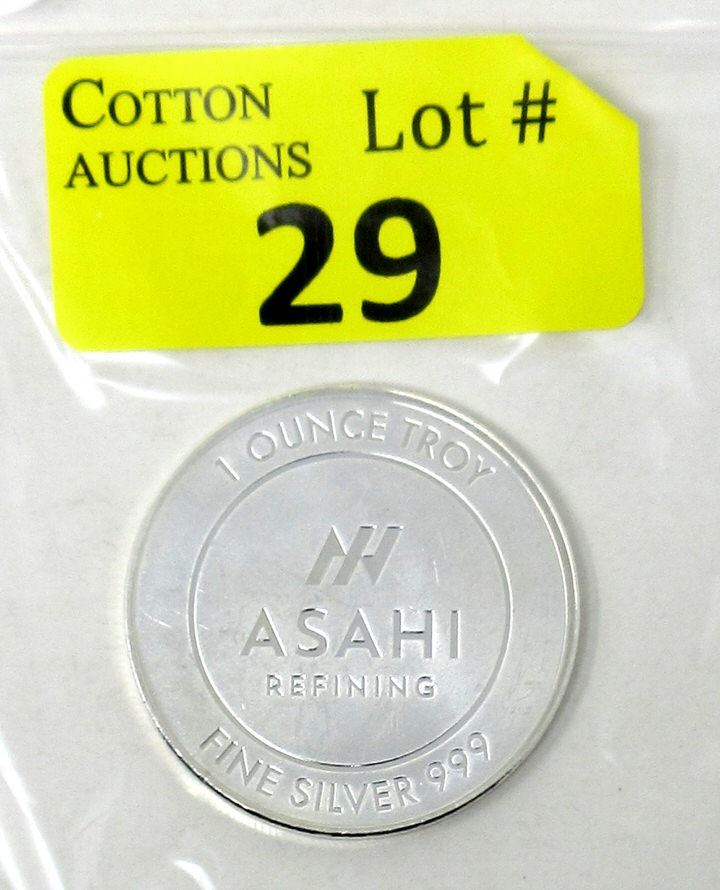 COTTON
AUCTIONS
Lot #
29
1 OUNCE TROY
ASAHI
REFINING
FINE SILVER 999